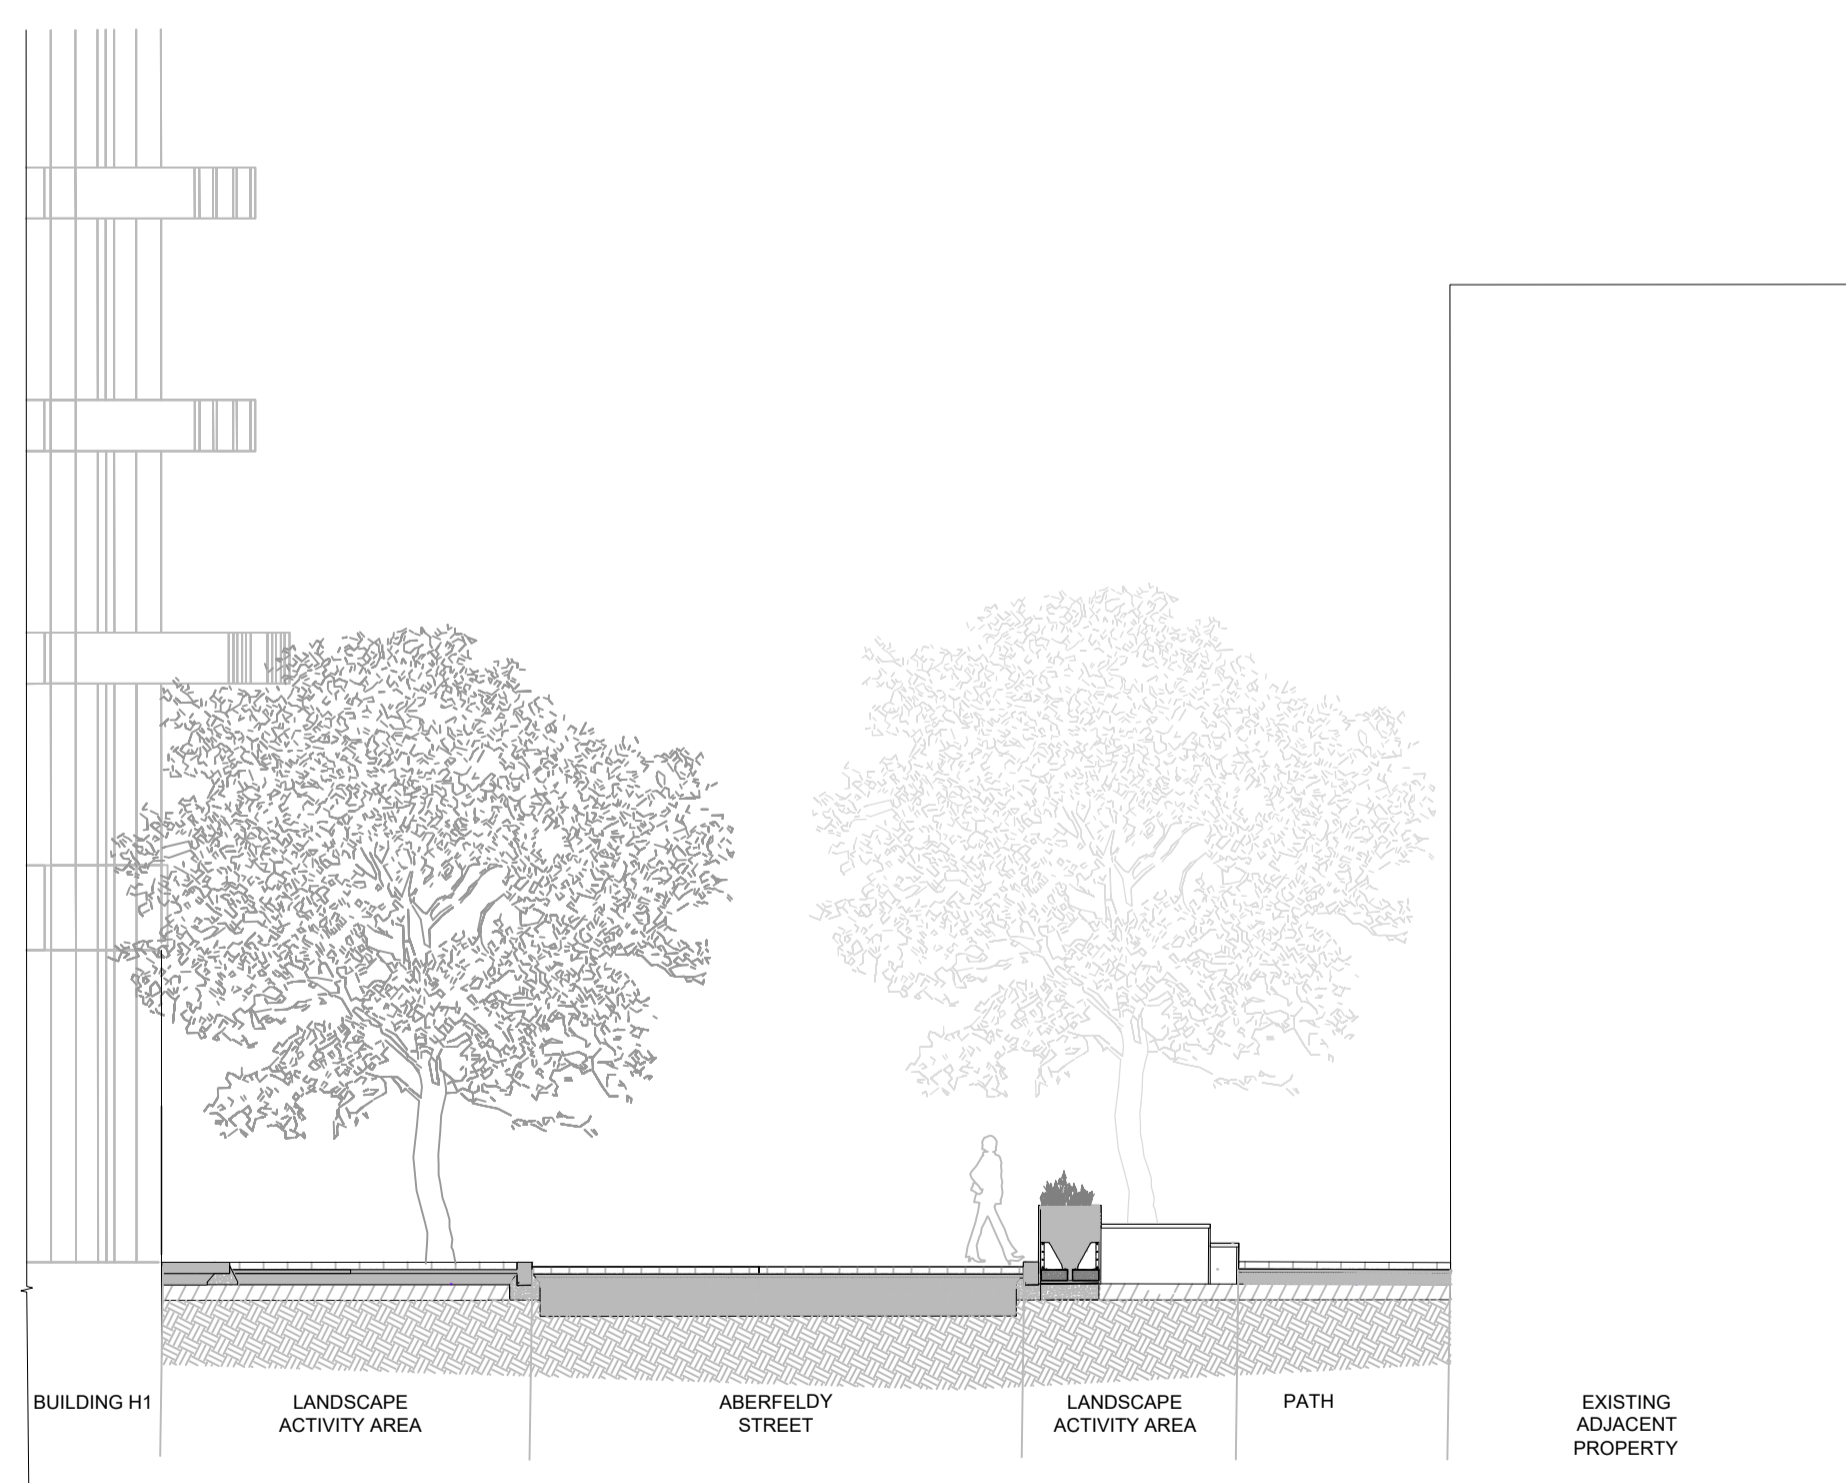 BUILDING H1
LANDSCAPE
ACTIVITY AREA
ABERFELDY
STREET
LANDSCAPE
ACTIVITY AREA
PATH
EXISTING
ADJACENT
PROPERTY